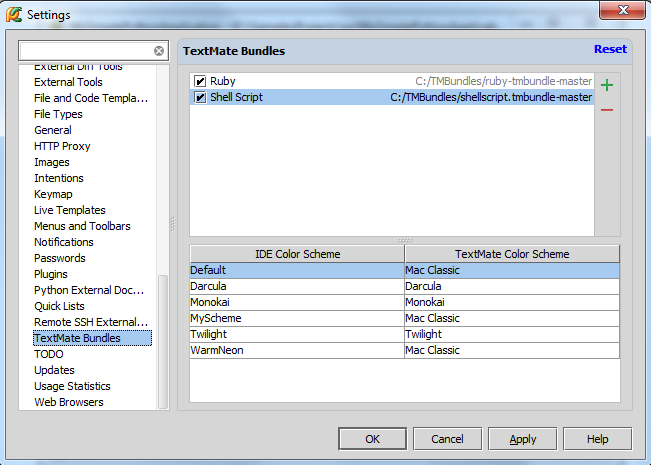 Settings
TextMate Bundles
Reset
External Diff Tools
External Tools
File and Code Templa...
File Types
General
HTTP Proxy
Images
Intentions
Keymap
Live Templates
Menus and Toolbars
Notifications
Passwords
Plugins
Python External Doc...
Quick Lists
Remote SSH External...
TextMate Bundles
TODO
Updates
Usage Statistics
Web Browsers
Ruby C:/TMBundles/ruby-tmbundle-master
Shell Script C:/TMBundles/shellscript.tmbundle-master
IDE Color Scheme TextMate Color Scheme
Default Mac Classic
Darcula Darcula
Monokai Monokai
MyScheme Mac Classic
Twilight Twilight
WarmNeon Mac Classic
OK Cancel Apply Help